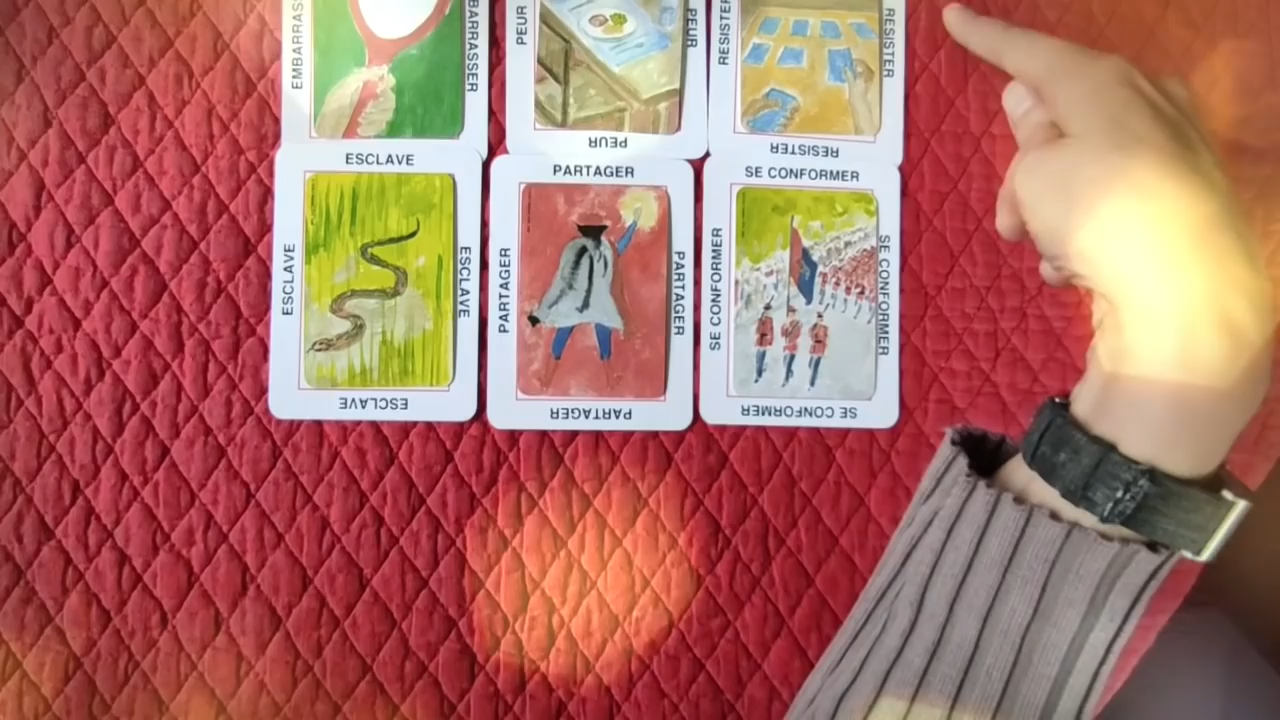 EMBARRAS
BARRASSER
PEUR
PEUR
PEUR
RESISTER
RESISTER
RESISTER
ESCLAVE
ESCLAVE
ESCLAVE
ESCLAVE
PARTAGER
PARTAGER
PARTAGER
PARTAGER
SE CONFORMER
SE CONFORMER
SE CONFORMER
SE CONFORMER